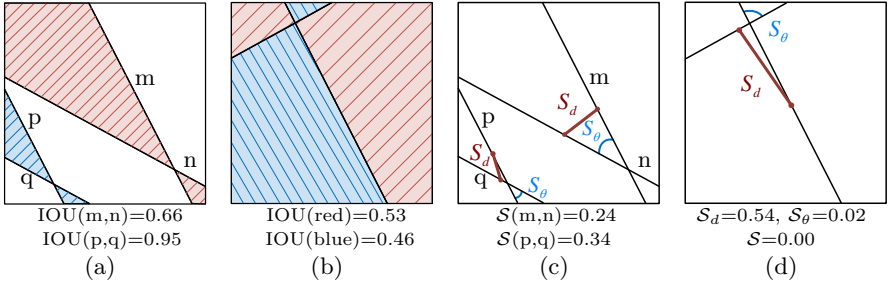 m
p
n
q
IOU(m,n)=0.66
IOU(p,q)=0.95
(a)
IOU(red)=0.53
IOU(blue)=0.46
(b)
m
S_d
p
S_θ
S_d
n
q
S_θ
𝒮(m,n)=0.24
𝒮(p,q)=0.34
(c)
S_θ
S_d
𝒮_d=0.54, 𝒮_θ=0.02
𝒮=0.00
(d)